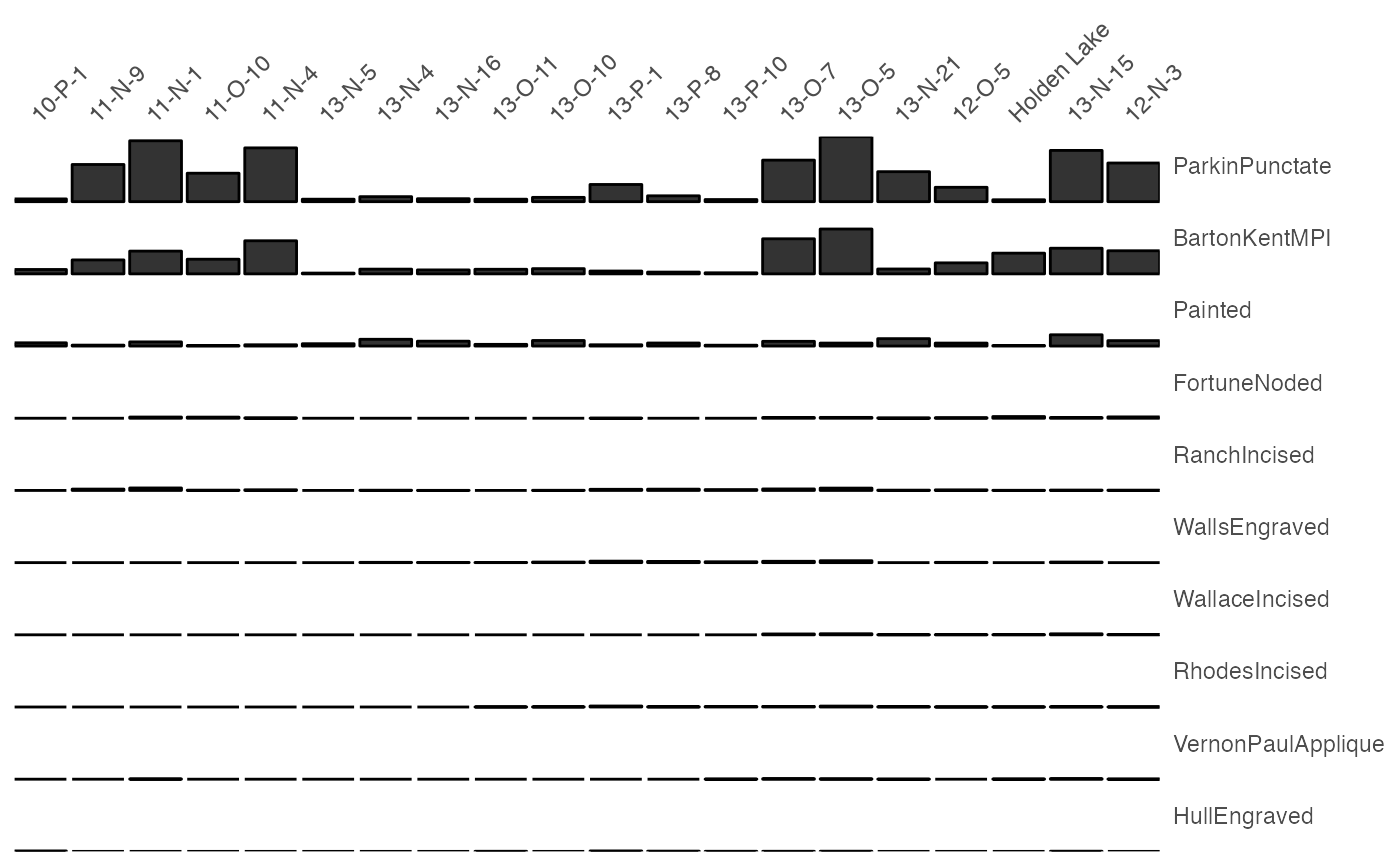 10-P-1
11-N-9
11-N-1
11-O-10
11-N-4
13-N-5
13-N-4
13-N-16
13-O-11
13-O-10
13-P-1
13-P-8
13-P-10
13-O-7
13-O-5
13-N-21
12-O-5
Holden Lake
13-N-15
12-N-3
ParkinPunctate
BartonKentMPI
Painted
FortuneNoded
RanchIncised
WallsEngraved
WallaceIncised
RhodesIncised
VernonPaulApplique
HullEngraved